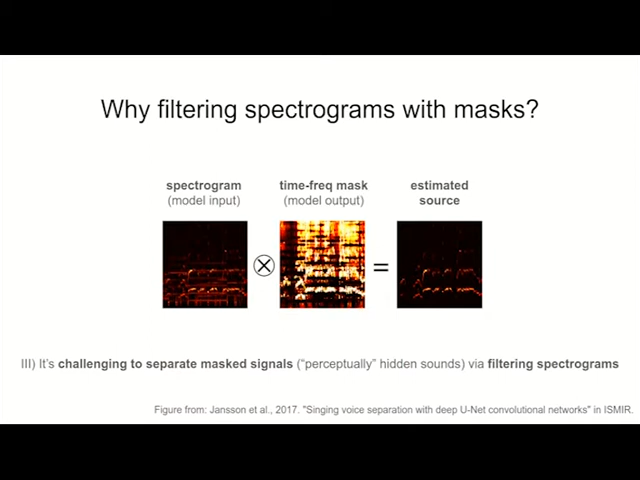 Why filtering spectrograms with masks?
spectrogram
(model input)
time-freq mask
(model output)
estimated
source
⊗
=
III) It's challenging to separate masked signals ("perceptually" hidden sounds) via filtering spectrograms
Figure from: Jansson et al., 2017. "Singing voice separation with deep U-Net convolutional networks" in ISMIR.